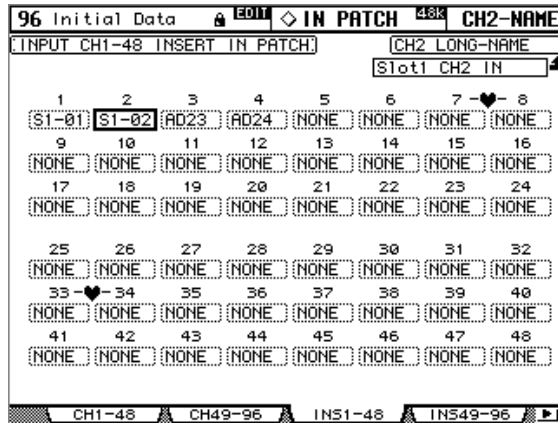 96 Initial Data EDIT ◇ IN PATCH 48K CH2-NAME
INPUT CH1-48 INSERT IN PATCH CH2 LONG-NAME
Slot1 CH2 IN
1 2 3 4 5 6 7-♥-8
S1-01 S1-02 AD23 AD24 NONE NONE NONE NONE
9 10 11 12 13 14 15 16
NONE NONE NONE NONE NONE NONE NONE NONE
17 18 19 20 21 22 23 24
NONE NONE NONE NONE NONE NONE NONE NONE
25 26 27 28 29 30 31 32
NONE NONE NONE NONE NONE NONE NONE NONE
33-♥-34 35 36 37 38 39 40
NONE NONE NONE NONE NONE NONE NONE NONE
41 42 43 44 45 46 47 48
NONE NONE NONE NONE NONE NONE NONE NONE
CH1-48 CH49-96 INS1-48 INS49-96